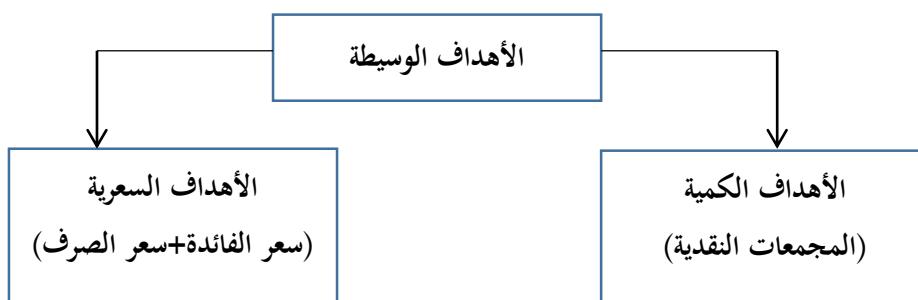 الأهداف الوسيطة
الأهداف الكمية
(المجمعات النقدية)
الأهداف السعرية
(سعر الفائدة+سعر الصرف)